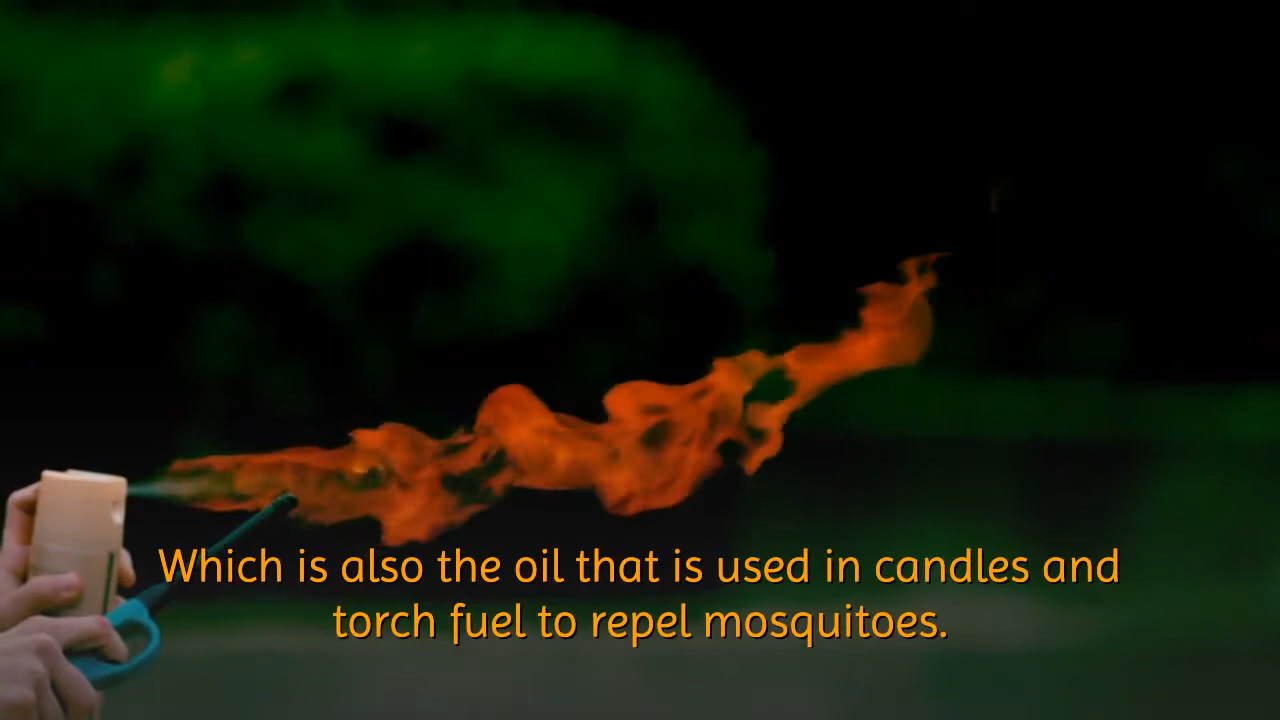 Which is also the oil that is used in candles and
torch fuel to repel mosquitoes.